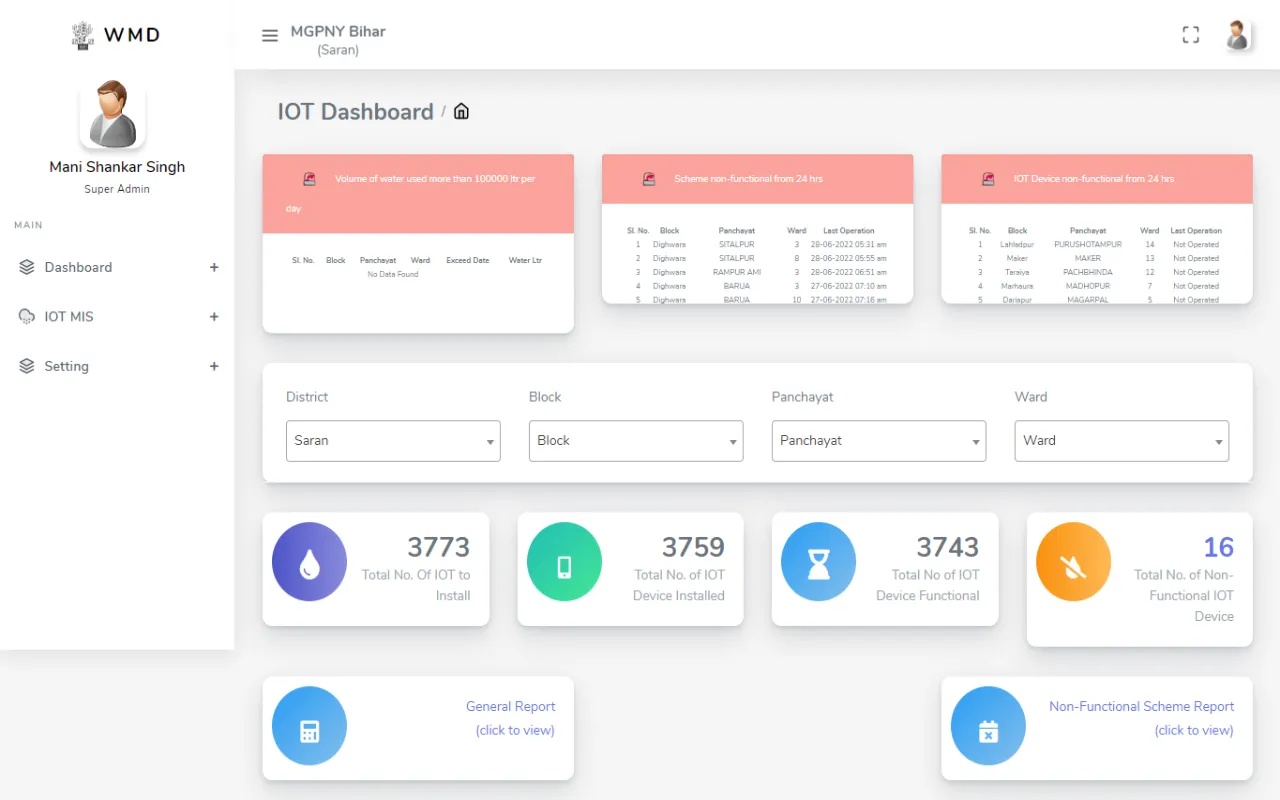 WMD
MGPNY Bihar
(Saran)
Mani Shankar Singh
Super Admin
MAIN
Dashboard +
IOT MIS +
Setting +
IOT Dashboard /
Volume of water used more than 100000 ltr per
day
Sl. No. Block Panchayat Ward Exceed Date Water Ltr
No Data Found
Scheme non-functional from 24 hrs
Sl. No. Block Panchayat Ward Last Operation
1 Dighwara SITALPUR 3 28-06-2022 05:31 am
2 Dighwara SITALPUR 8 28-06-2022 05:55 am
3 Dighwara RAMPUR AMI 3 28-06-2022 06:51 am
4 Dighwara BARUA 3 27-06-2022 07:10 am
5 Dighwara BARUA 10 27-06-2022 07:16 am
IOT Device non-functional from 24 hrs
Sl. No. Block Panchayat Ward Last Operation
1 Lahladpur PURUSHOTAMPUR 14 Not Operated
2 Maker MAKER 13 Not Operated
3 Taraiya PACHBHINDA 12 Not Operated
4 Marhaura MADHOPUR 7 Not Operated
5 Dariapur MAGARPAL 5 Not Operated
District Block Panchayat Ward
Saran Block Panchayat Ward
3773
Total No. Of IOT to
Install
3759
Total No. of IOT
Device Installed
3743
Total No of IOT
Device Functional
16
Total No. of Non-
Functional IOT
Device
General Report
(click to view)
Non-Functional Scheme Report
(click to view)